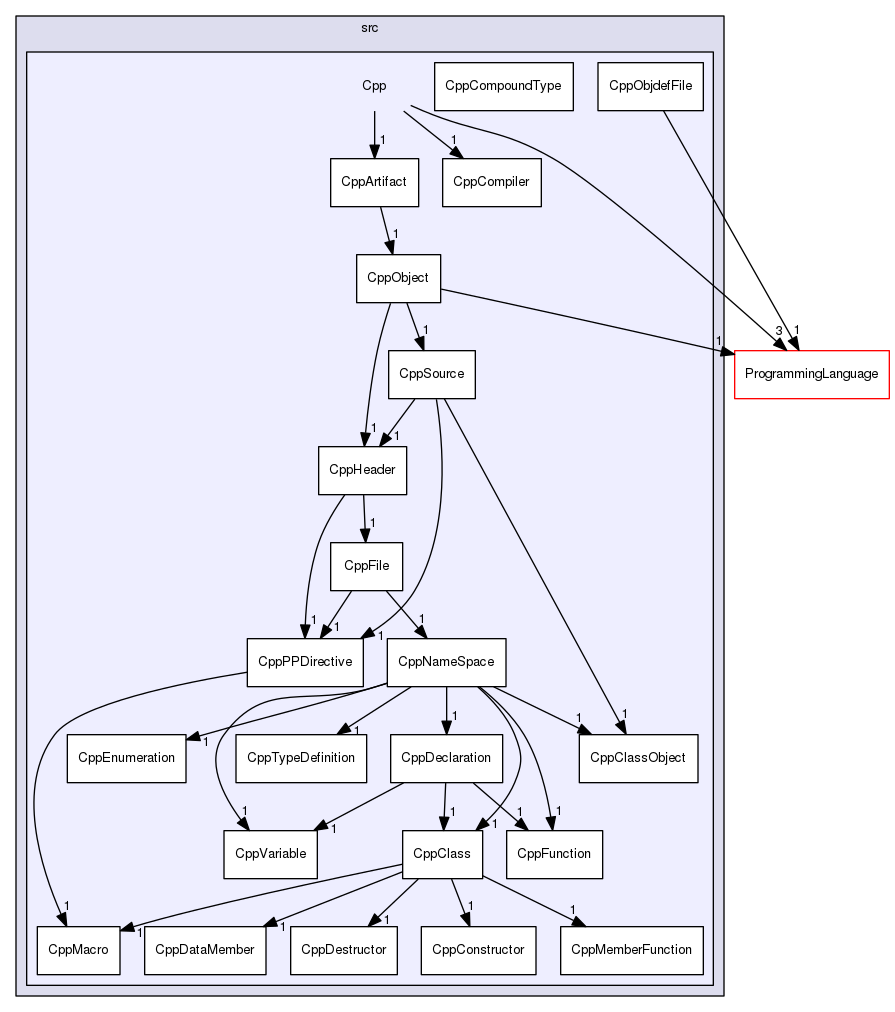 src
Cpp
CppCompoundType
CppObjdefFile
1
1
CppArtifact
CppCompiler
1
CppObject
1
1
3
1
CppSource
ProgrammingLanguage
1
1
CppHeader
1
CppFile
1
1
1
1
CppPPDirective
CppNameSpace
1
1
1
1
1
CppEnumeration
CppTypeDefinition
CppDeclaration
CppClassObject
1
1
1
1
1
1
CppVariable
CppClass
CppFunction
1
1
1
1
1
1
CppMacro
CppDataMember
CppDestructor
CppConstructor
CppMemberFunction